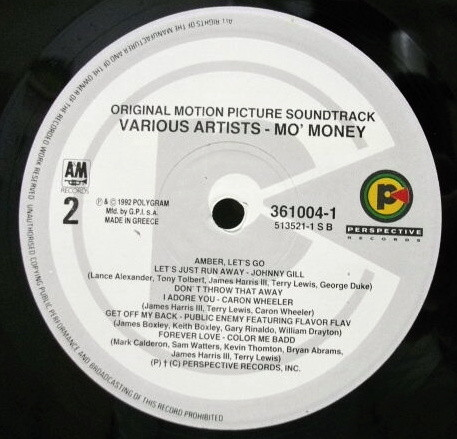 ALL RIGHTS OF THE MANUFACTURER AND OF THE OWNER OF THE RECORDED WORK RESERVED UNAUTHORISED COPYING PUBLIC PERFORMANCE AND BROADCASTING OF THIS RECORD PROHIBITED
ORIGINAL MOTION PICTURE SOUNDTRACK
VARIOUS ARTISTS - MO' MONEY
A&M
RECORDS
2
℗ & © 1992 POLYGRAM
Mfd. by G.P.I. s.A.
MADE IN GREECE
361004-1
513521-1 S B
P
PERSPECTIVE
RECORDS
AMBER, LET'S GO
LET'S JUST RUN AWAY - JOHNNY GILL
(Lance Alexander, Tony Tolbert, James Harris III, Terry Lewis, George Duke)
DON´T THROW THAT AWAY
I ADORE YOU - CARON WHEELER
(James Harris III, Terry Lewis, Caron Wheeler)
GET OFF MY BACK - PUBLIC ENEMY FEATURING FLAVOR FLAV
(James Boxley, Keith Boxley, Gary Rinaldo, William Drayton)
FOREVER LOVE - COLOR ME BADD
(Mark Calderon, Sam Watters, Kevin Thomton, Bryan Abrams,
James Harris III, Terry Lewis)
(P) † (C) PERSPECTIVE RECORDS, INC.